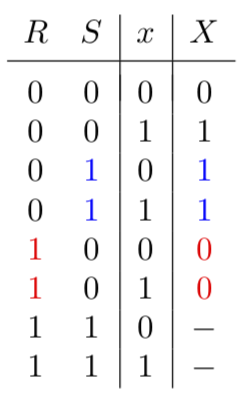 R S x X
0 0 0 0
0 0 1 1
0 1 0 1
0 1 1 1
1 0 0 0
1 0 1 0
1 1 0 −
1 1 1 −